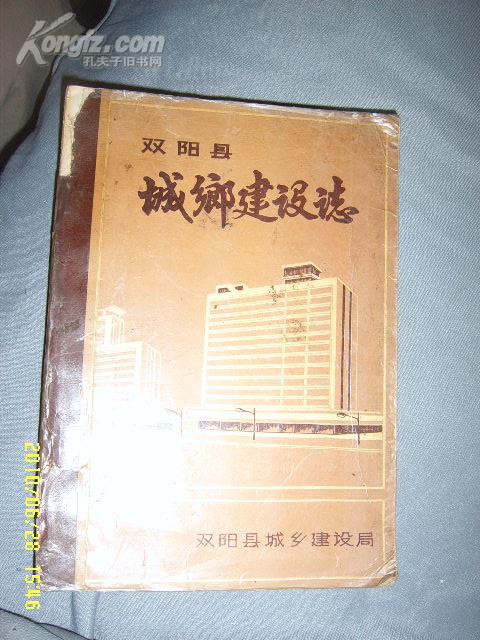 Kongfz.com
孔夫子旧书网
双阳县
城鄉建设誌
双阳县城乡建设局
2010/06/28 15:46